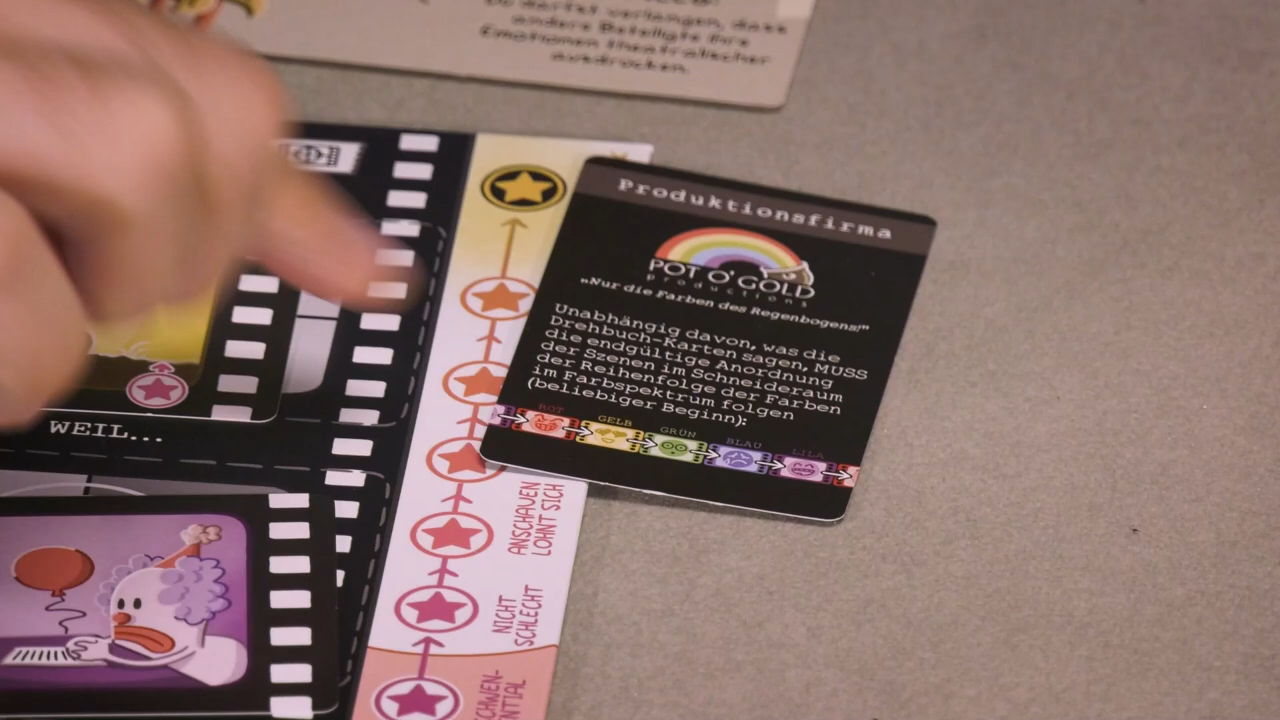 Du darfst verlangen, dass
andere Beteiligte ihre
Emotionen theatralischer
ausdrücken.
Produktionsfirma
POT O' GOLD
productions
„Nur die Farben des Regenbogens!"
Unabhängig davon, was die
Drehbuch-Karten sagen, MUSS
die endgültige Anordnung
der Szenen im Schneideraum
der Reihenfolge der Farben
im Farbspektrum folgen
(beliebiger Beginn):
ROT
GELB
GRÜN
BLAU
LILA
WEIL...
ANSCHAUEN
LOHNT SICH
NICHT
SCHLECHT